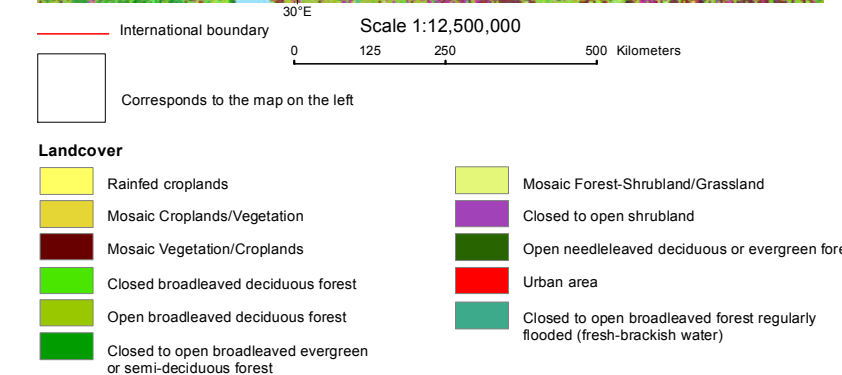 30°E
International boundary
Scale 1:12,500,000
0 125 250 500 Kilometers
Corresponds to the map on the left
Landcover
Rainfed croplands
Mosaic Croplands/Vegetation
Mosaic Vegetation/Croplands
Closed broadleaved deciduous forest
Open broadleaved deciduous forest
Closed to open broadleaved evergreen
or semi-deciduous forest
Mosaic Forest-Shrubland/Grassland
Closed to open shrubland
Open needleleaved deciduous or evergreen
Urban area
Closed to open broadleaved forest regularly
flooded (fresh-brackish water)